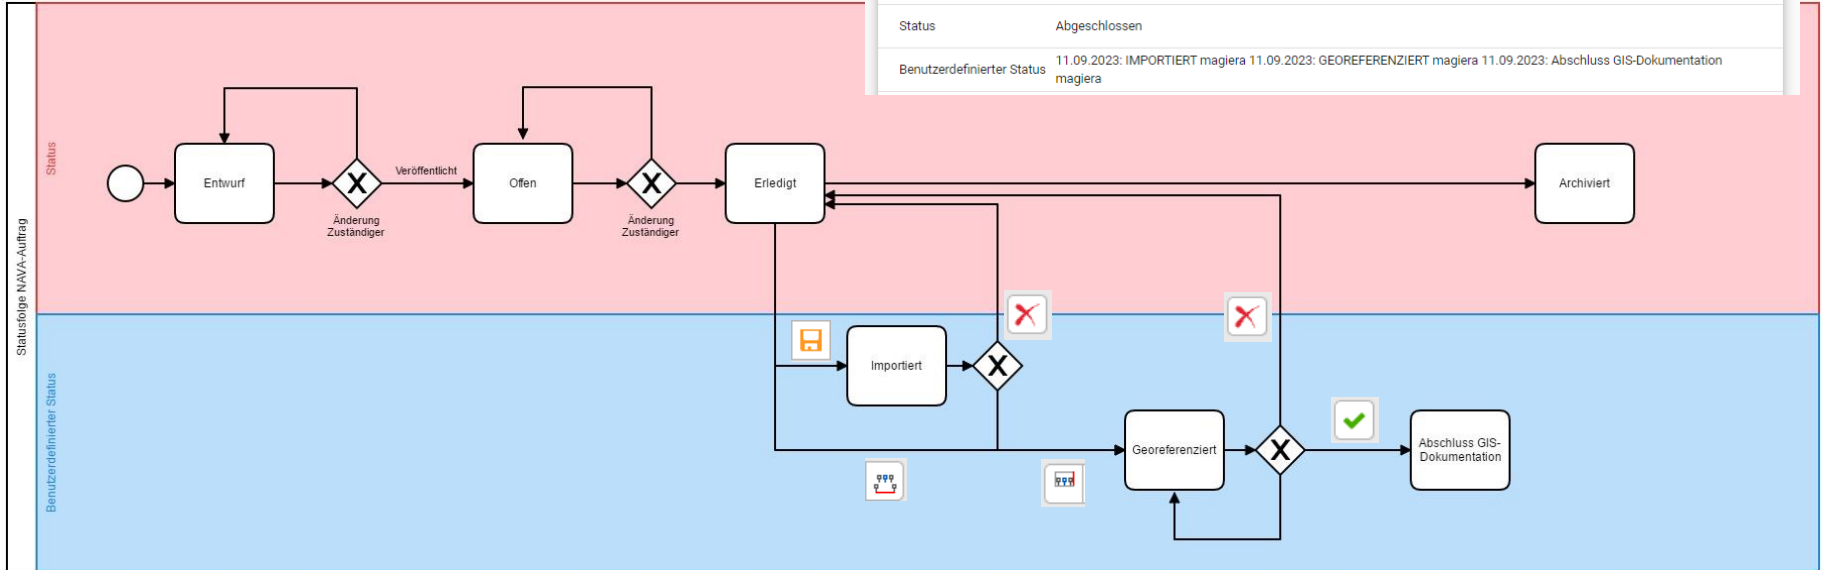 Status Abgeschlossen
Benutzerdefinierter Status 11.09.2023: IMPORTIERT magiera 11.09.2023: GEOREFERENZIERT magiera 11.09.2023: Abschluss GIS-Dokumentation
magiera
Statusfolge NAVA-Auftrag
Status
Entwurf
X
Änderung
Zuständiger
Veröffentlicht
Offen
X
Änderung
Zuständiger
Erledigt
Archiviert
Benutzerdefinierter Status
Importiert
X
Georeferenziert
X
Abschluss GIS-
Dokumentation